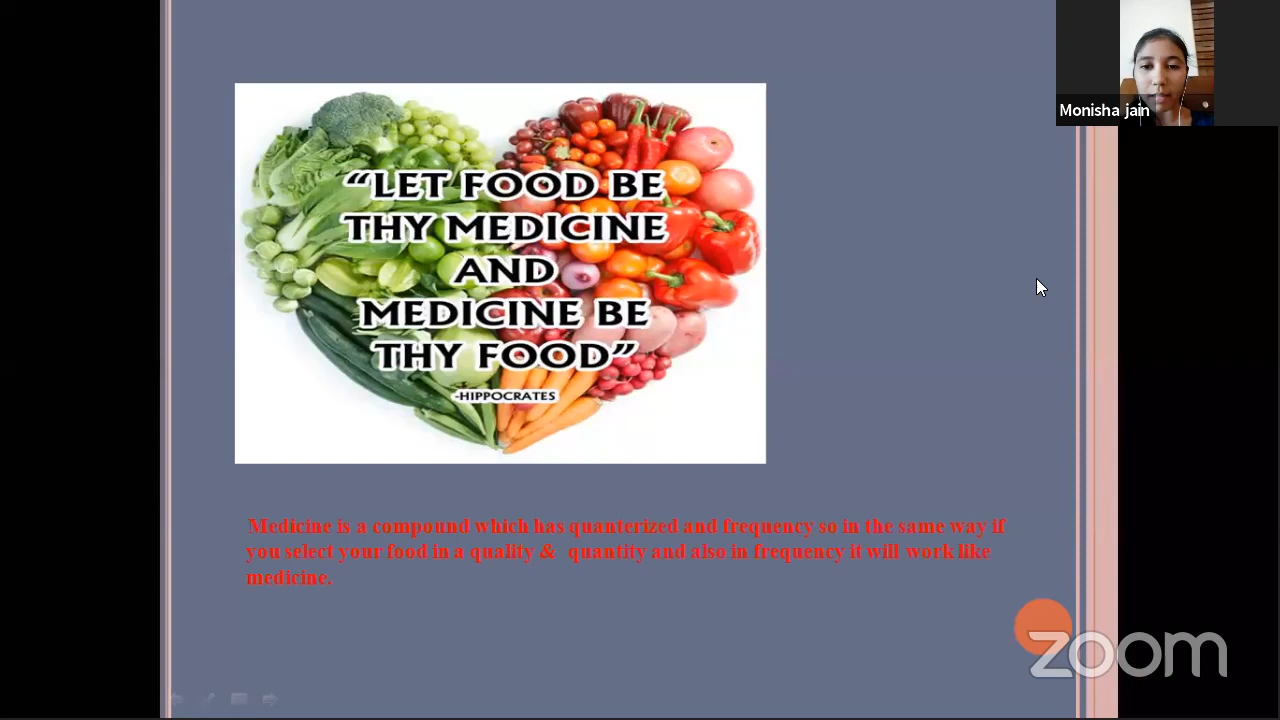 Monisha jain
“LET FOOD BE
THY MEDICINE
AND
MEDICINE BE
THY FOOD”
-HIPPOCRATES
Medicine is a compound which has quanterized and frequency so in the same way if
you select your food in a quality & quantity and also in frequency it will work like
medicine.
zoom